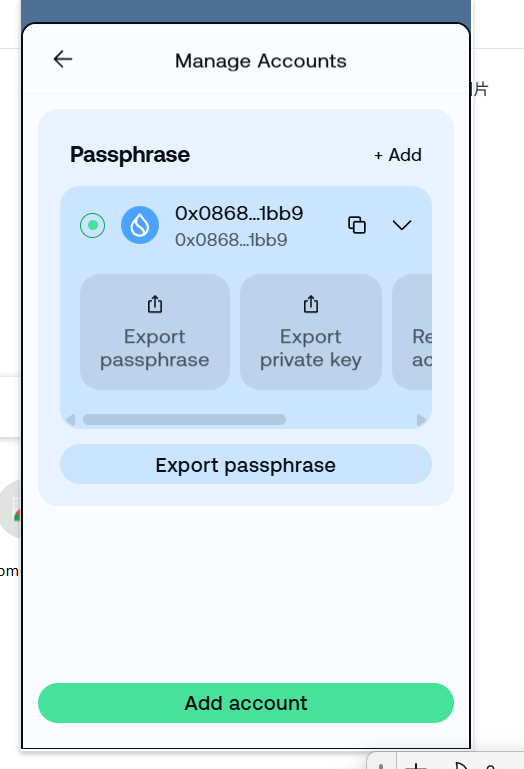 Manage Accounts
片
Passphrase
+ Add
0x0868...1bb9
0x0868...1bb9
Export
passphrase
Export
private key
Re
ac
Export passphrase
om
Add account